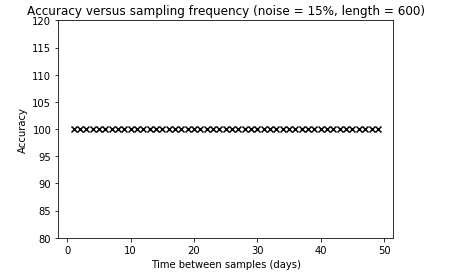 Accuracy versus sampling frequency (noise = 15%, length = 600)
120
115
110
105
100
95
90
85
80
Accuracy
0 10 20 30 40 50
Time between samples (days)